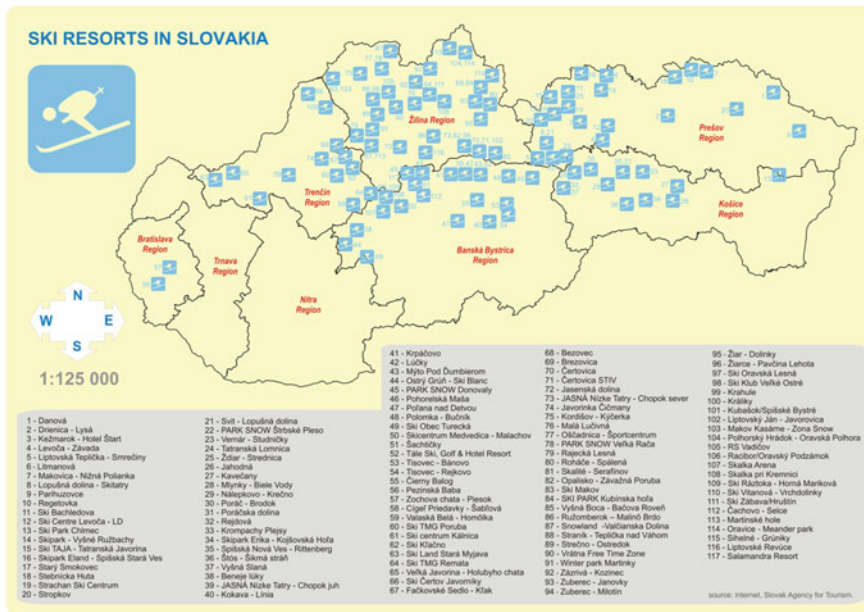 SKI RESORTS IN SLOVAKIA
Žilina Region
Prešov
Region
Trenčín
Region
Košice
Region
Bratislava
Region
Trnava
Region
Banská Bystrica
Region
Nitra
Region
N
W E
S
1:125 000
1 - Danová
2 - Drienica - Lysá
3 - Kežmarok - Hotel Štart
4 - Levoča - Závada
5 - Liptovská Teplička - Smrečiny
6 - Litmanová
7 - Makovica - Nižná Polianka
8 - Lopušná dolina - Skitatry
9 - Parihuzovce
10 - Regetovka
11 - Ski Bachledova
12 - Ski Centre Levoča - LD
13 - Ski Park Chlmec
14 - Skipark - Vyšné Ružbachy
15 - Ski TAJA - Tatranská Javorina
16 - Skipark Eland - Spišská Stará Ves
17 - Starý Smokovec
18 - Stebnícka Huta
19 - Strachan Ski Centrum
20 - Stropkov
21 - Svit - Lopušná dolina
22 - PARK SNOW Štrbské Pleso
23 - Vernár - Studničky
24 - Tatranská Lomnica
25 - Ždiar - Strednica
26 - Jahodná
27 - Kavečany
28 - Mlynky - Biele Vody
29 - Nálepkovo - Krečno
30 - Poráč - Brodok
31 - Poráčska dolina
32 - Rejdová
33 - Krompachy Plejsy
34 - Skipark Erika - Kojšovská Hoľa
35 - Spišská Nová Ves - Rittenberg
36 - Štós - Šikmá stráň
37 - Vyšná Slaná
38 - Beneje lúky
39 - JASNÁ Nízke Tatry - Chopok juh
40 - Kokava - Línia
41 - Krpáčovo
42 - Lúčky
43 - Mýto Pod Ďumbierom
44 - Ostrý Grúň - Ski Blanc
45 - PARK SNOW Donovaly
46 - Pohorelská Maša
47 - Poľana nad Detvou
48 - Polomka - Bučník
49 - Ski Obec Turecká
50 - Skicentrum Medvedica - Malachov
51 - Šachtičky
52 - Tále Ski, Golf & Hotel Resort
53 - Tisovec - Bánovo
54 - Tisovec - Rejkovo
55 - Čierny Balog
56 - Pezinská Baba
57 - Zochova chata - Piesok
58 - Cígeľ Priedavky - Šabľová
59 - Valaská Belá - Homôlka
60 - Ski TMG Poruba
61 - Ski centrum Kálnica
62 - Ski Kľačno
63 - Ski Land Stará Myjava
64 - Ski TMG Remata
65 - Veľká Javorina - Holubyho chata
66 - Ski Čertov Javorníky
67 - Fačkovské Sedlo - Kľak
68 - Bezovec
69 - Brezovica
70 - Čertovica
71 - Čertovica STIV
72 - Jasenská dolina
73 - JASNÁ Nízke Tatry - Chopok sever
74 - Javorinka Čičmany
75 - Kordišov - Kýčerka
76 - Malá Lučivná
77 - Oščadnica - Športcentrum
78 - PARK SNOW Veľká Rača
79 - Rajecká Lesná
80 - Roháče - Spálená
81 - Skalité - Serafínov
82 - Opalisko - Závažná Poruba
83 - Ski Makov
84 - SKI PARK Kubínska hoľa
85 - Vyšná Boca - Bačova Roveň
86 - Ružomberok – Malinô Brdo
87 - Snowland -Valčianska Dolina
88 - Straník - Teplička nad Váhom
89 - Strečno - Ostredok
90 - Vrátna Free Time Zone
91 - Winter park Martinky
92 - Zázrivá - Kozinec
93 - Zuberec - Janovky
94 - Zuberec - Milotín
95 - Žiar - Dolinky
96 - Žiarce - Pavčina Lehota
97 - Ski Oravská Lesná
98 - Ski Klub Veľké Ostré
99 - Krahule
100 - Králiky
101 - Kubašok/Spišské Bystré
102 - Liptovský Ján - Javorovica
103 - Makov Kasárne - Zona Snow
104 - Polhorský Hrádok - Oravská Polhora
105 - RS Vadičov
106 - Racibor/Oravský Podzámok
107 - Skalka Arena
108 - Skalka pri Kremnici
109 - Ski Ráztoka - Horná Mariková
110 - Ski Vitanová - Vrchdolinky
111 - Ski Zábava/Hruštín
112 - Čachovo - Selce
113 - Martinské hole
114 - Oravice - Meander park
115 - Sihelné - Grúniky
116 - Liptovské Revúce
117 - Salamandra Resort
source: internet, Slovak Agency for Tourism.